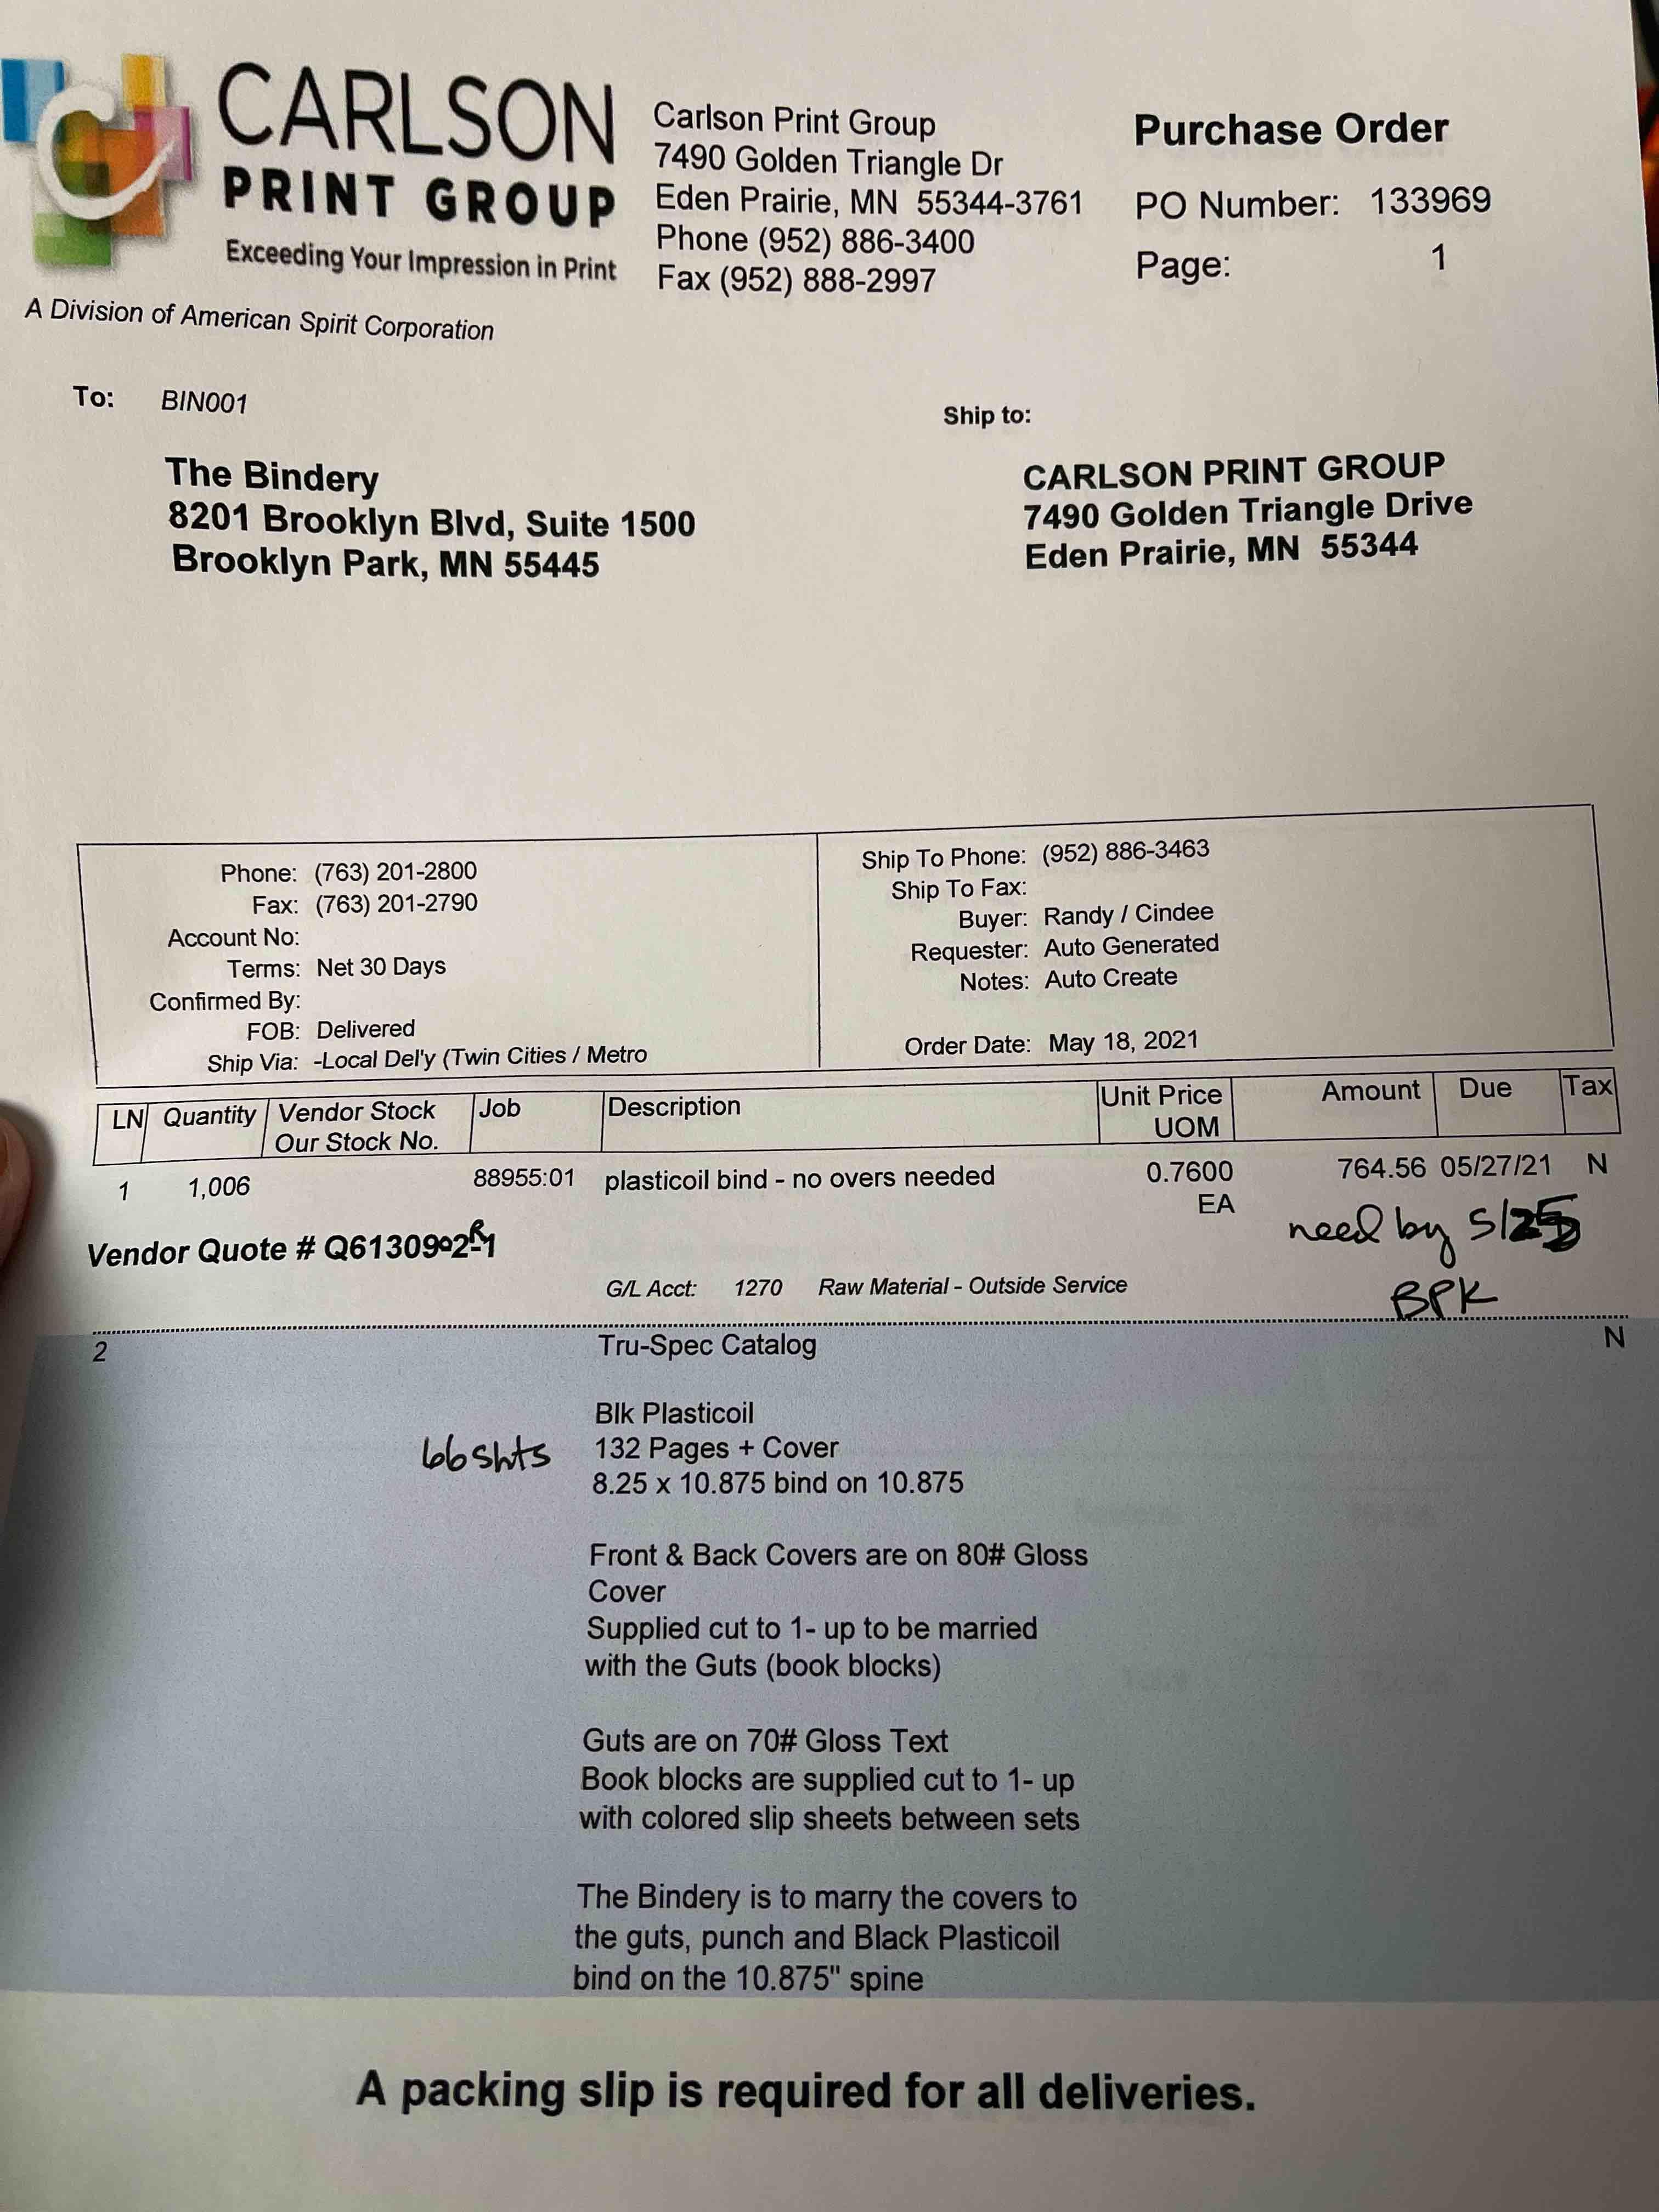 CARLSON
PRINT GROUP
Exceeding Your Impression in Print
A Division of American Spirit Corporation
Carlson Print Group
7490 Golden Triangle Dr
Eden Prairie, MN 55344-3761
Phone (952) 886-3400
Fax (952) 888-2997
Purchase Order
PO Number: 133969
Page: 1
To: BIN001
The Bindery
8201 Brooklyn Blvd, Suite 1500
Brooklyn Park, MN 55445
Ship to:
CARLSON PRINT GROUP
7490 Golden Triangle Drive
Eden Prairie, MN 55344
Phone: (763) 201-2800
Fax: (763) 201-2790
Account No:
Terms: Net 30 Days
Confirmed By:
FOB: Delivered
Ship Via: -Local Del'y (Twin Cities / Metro
Ship To Phone: (952) 886-3463
Ship To Fax:
Buyer: Randy / Cindee
Requester: Auto Generated
Notes: Auto Create
Order Date: May 18, 2021
LN Quantity Vendor Stock Job Description Unit Price Amount Due Tax
Our Stock No. UOM
1 1,006 88955:01 plasticoil bind - no overs needed 0.7600 764.56 05/27/21 N
EA
need by
BPK
Vendor Quote #
G/L Acct: 1270 Raw Material - Outside Service
2 Tru-Spec Catalog N
Blk Plasticoil
66 shts 132 Pages + Cover
8.25 x 10.875 bind on 10.875
Front & Back Covers are on 80# Gloss
Cover
Supplied cut to 1- up to be married
with the Guts (book blocks)
Guts are on 70# Gloss Text
Book blocks are supplied cut to 1- up
with colored slip sheets between sets
The Bindery is to marry the covers to
the guts, punch and Black Plasticoil
bind on the 10.875" spine
A packing slip is required for all deliveries.